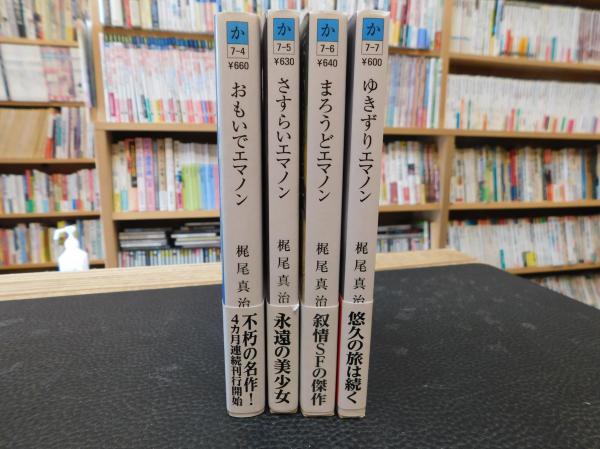 か
7-4
¥660
おもいでエマノン
梶尾真治
不朽の名作!
4カ月連続刊行開始
か
7-5
¥630
さすらいエマノン
梶尾真治
永遠の美少女
か
7-6
¥640
まろうどエマノン
梶尾真治
叙情SFの傑作
か
7-7
¥600
ゆきずりエマノン
梶尾真治
悠久の旅は続く